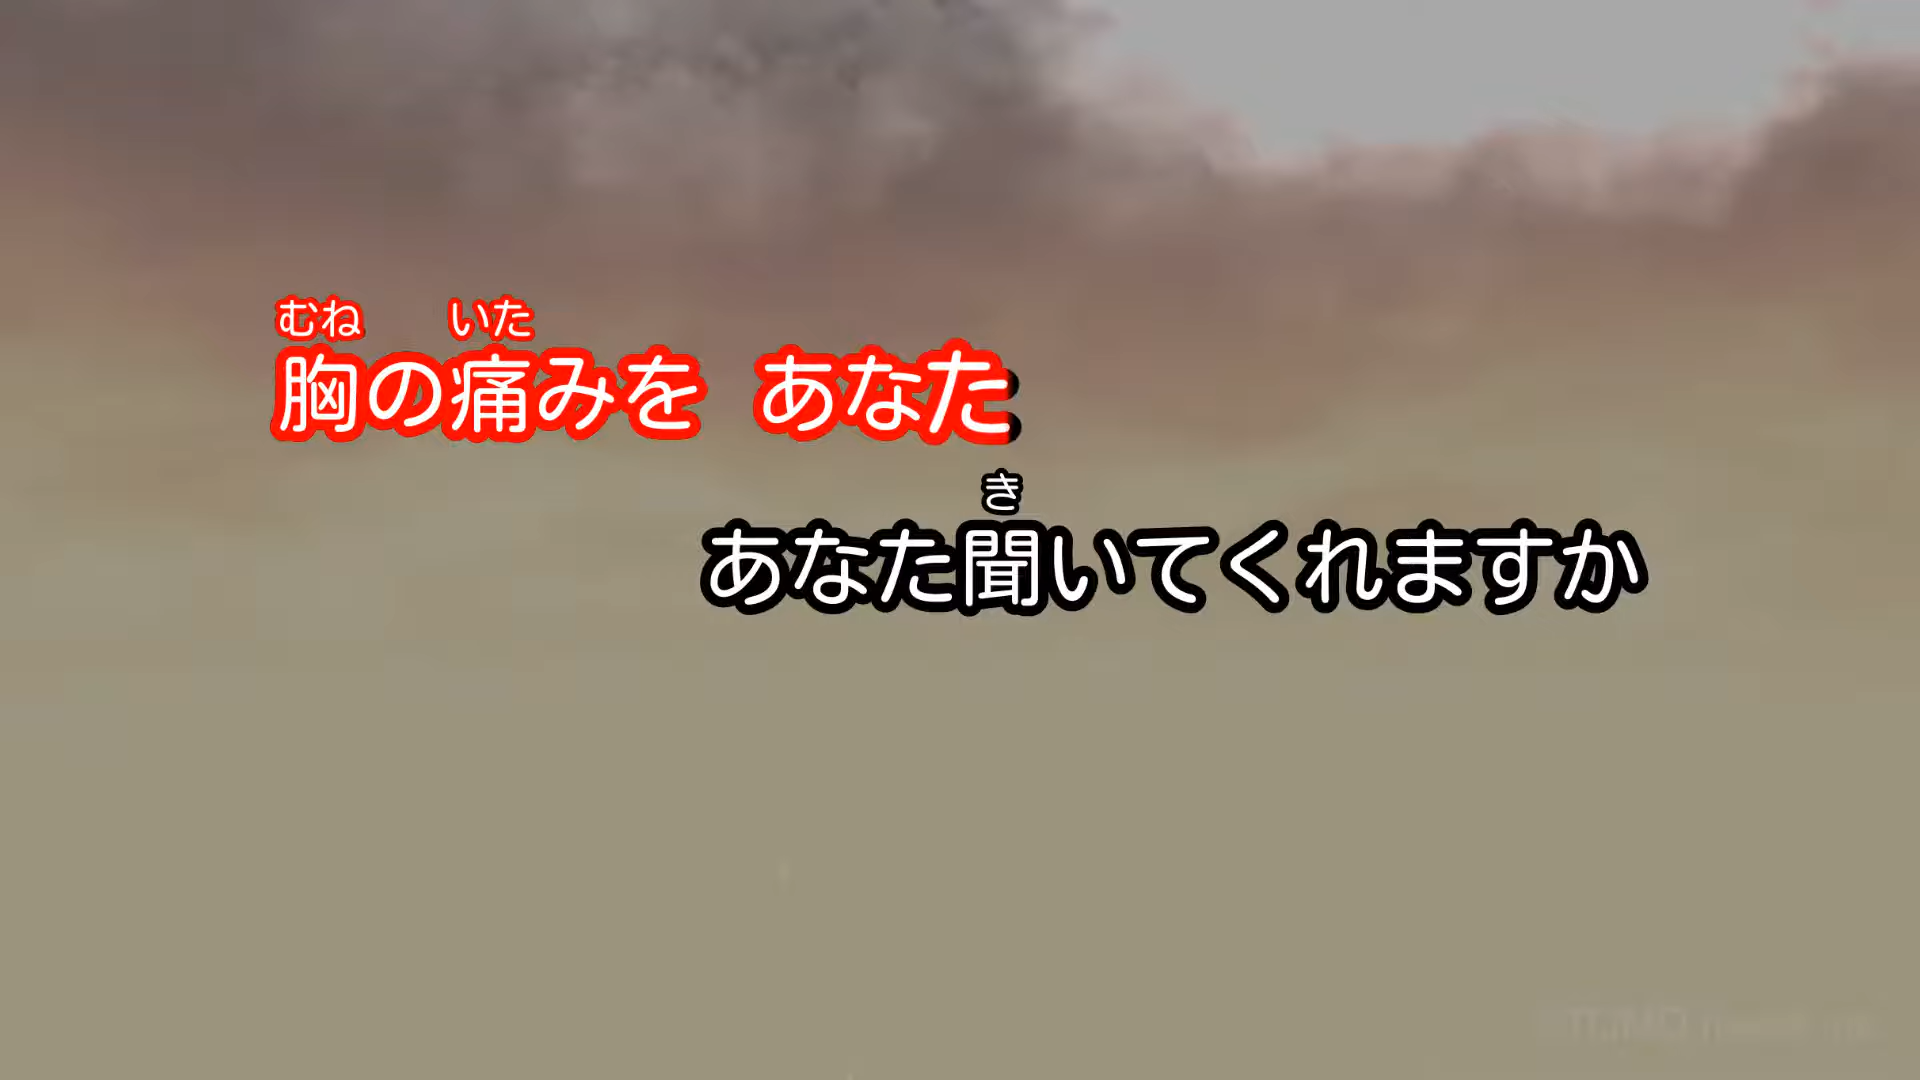 むね いた
胸の痛みを あなた
き
あなた聞いてくれますか